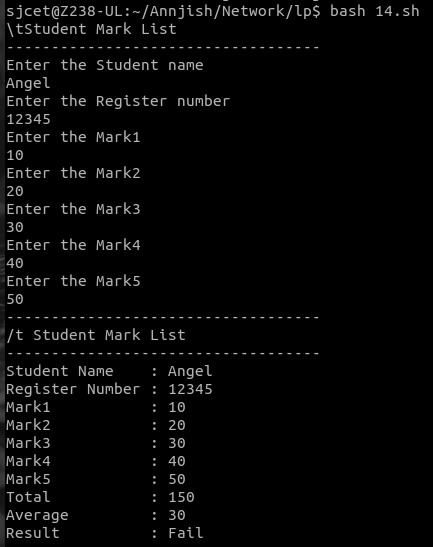 sjcet@Z238-UL:~/Annjish/Network/lp$ bash 14.sh
\tStudent Mark List
-----------------------------------
Enter the Student name
Angel
Enter the Register number
12345
Enter the Mark1
10
Enter the Mark2
20
Enter the Mark3
30
Enter the Mark4
40
Enter the Mark5
50
-----------------------------------
/t Student Mark List
-----------------------------------
Student Name    : Angel
Register Number : 12345
Mark1           : 10
Mark2           : 20
Mark3           : 30
Mark4           : 40
Mark5           : 50
Total           : 150
Average         : 30
Result          : Fail